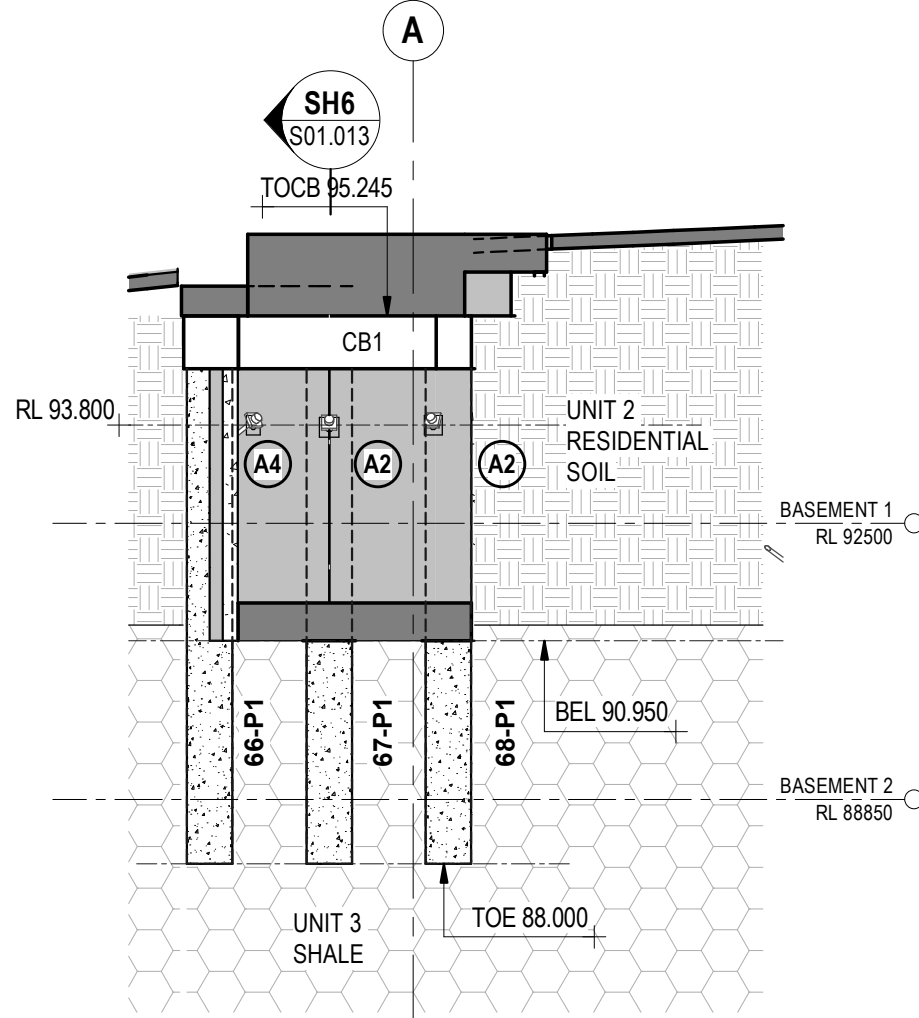 A
SH6
S01.013
TOCB 95.245
CB1
RL 93.800
UNIT 2
RESIDENTIAL
SOIL
A4
A2
A2
BASEMENT 1
RL 92500
66-P1
67-P1
68-P1
BEL 90.950
BASEMENT 2
RL 88850
UNIT 3
SHALE
TOE 88.000